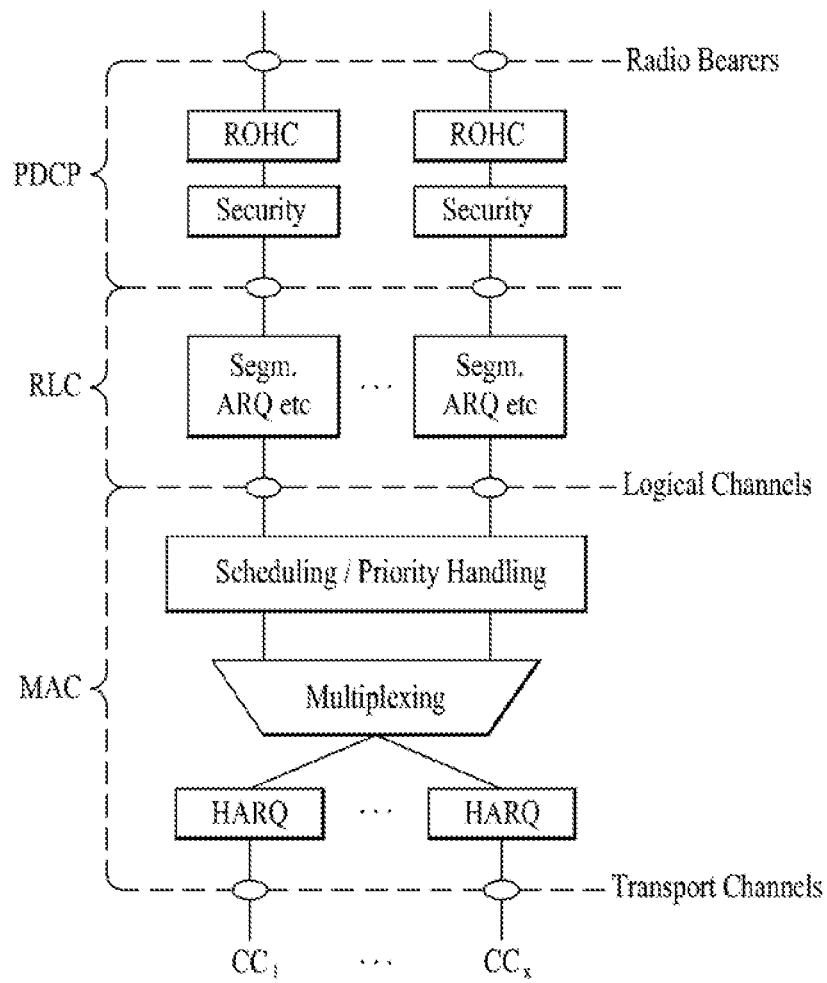 Radio Bearers
ROHC ROHC
PDCP
Security Security
Segm. ... Segm.
RLC
ARQ etc ARQ etc
Logical Channels
Scheduling / Priority Handling
MAC
Multiplexing
HARQ ... HARQ
Transport Channels
CC₁ ... CCₓ